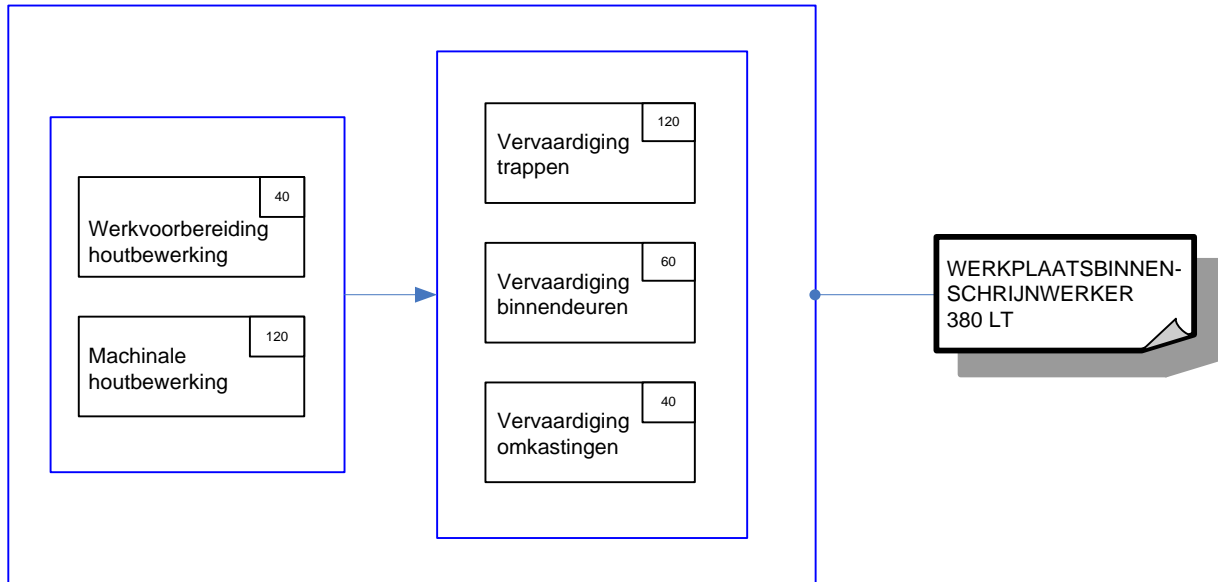 40
Werkvoorbereiding
houtbewerking
120
Machinale
houtbewerking
120
Vervaardiging
trappen
60
Vervaardiging
binnendeuren
40
Vervaardiging
omkastingen
WERKPLAATSBINNEN-
SCHRIJNWERKER
380 LT